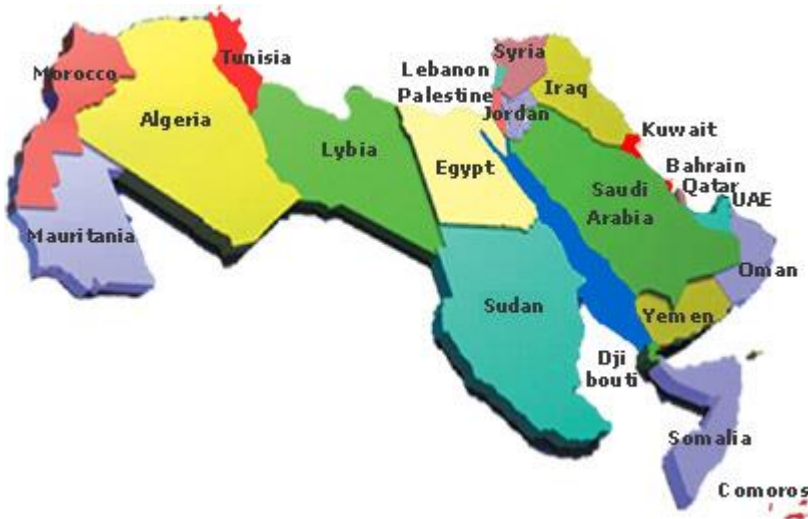 Morocco
Algeria
Tunisia
Lybia
Egypt
Mauritania
Sudan
Lebanon
Palestine
Syria
Jordan
Iraq
Kuwait
Bahrain
Qatar
UAE
Saudi
Arabia
Oman
Yemen
Dji
bouti
Somalia
Comoros